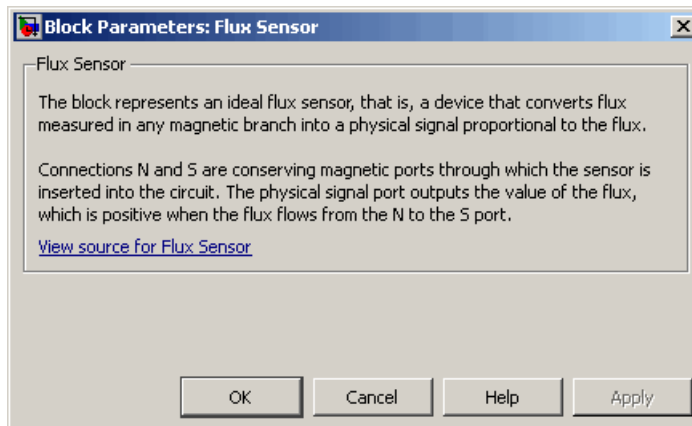 Block Parameters: Flux Sensor
Flux Sensor
The block represents an ideal flux sensor, that is, a device that converts flux
measured in any magnetic branch into a physical signal proportional to the flux.
Connections N and S are conserving magnetic ports through which the sensor is
inserted into the circuit. The physical signal port outputs the value of the flux,
which is positive when the flux flows from the N to the S port.
View source for Flux Sensor
OK
Cancel
Help
Apply